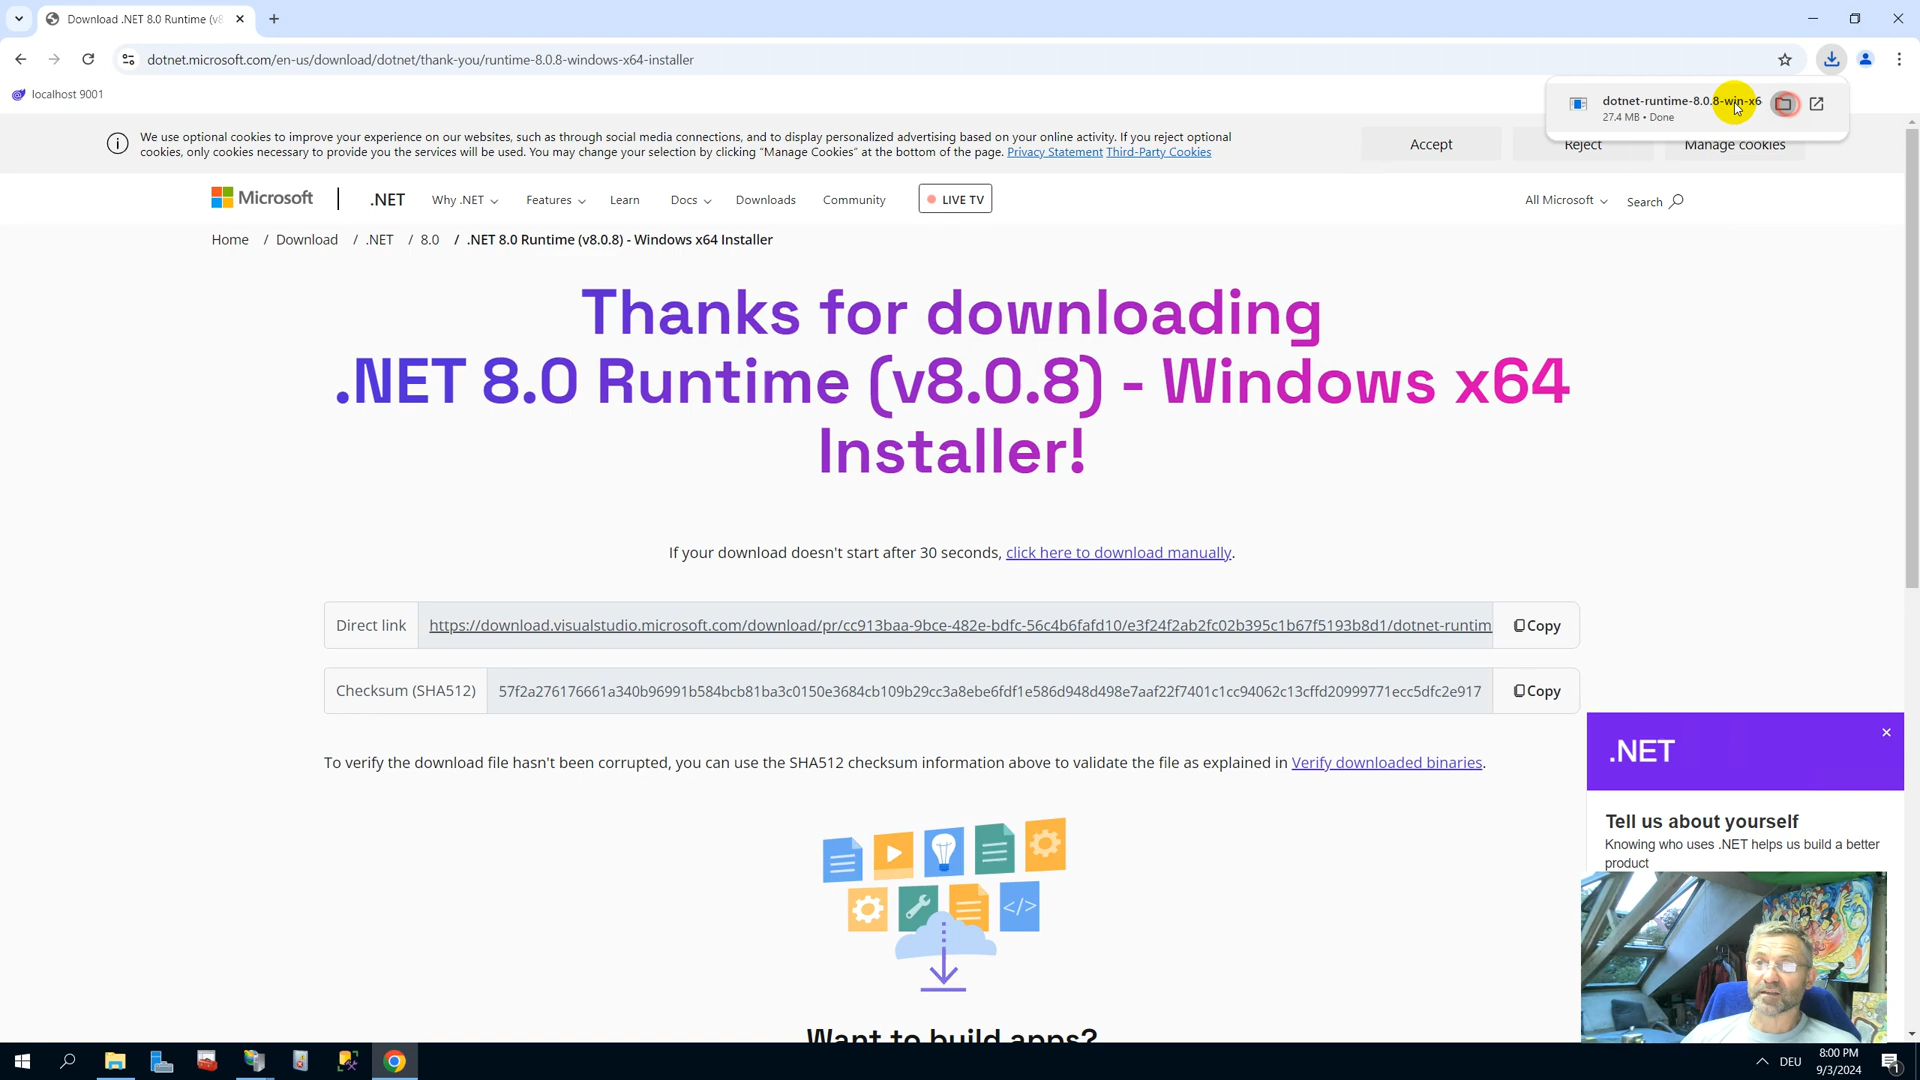 Download .NET 8.0 Runtime (v8
dotnet.microsoft.com/en-us/download/dotnet/thank-you/runtime-8.0.8-windows-x64-installer
localhost 9001
dotnet-runtime-8.0.8-win-x6
27.4 MB • Done
We use optional cookies to improve your experience on our websites, such as through social media connections, and to display personalized advertising based on your online activity. If you reject optional
cookies, only cookies necessary to provide you the services will be used. You may change your selection by clicking "Manage Cookies" at the bottom of the page. Privacy Statement Third-Party Cookies
Accept
Reject
Manage cookies
Microsoft
.NET
Why .NET
Features
Learn
Docs
Downloads
Community
LIVE TV
All Microsoft
Search
Home / Download / .NET / 8.0 / .NET 8.0 Runtime (v8.0.8) - Windows x64 Installer
Thanks for downloading
.NET 8.0 Runtime (v8.0.8) - Windows x64
Installer!
If your download doesn't start after 30 seconds, click here to download manually.
Direct link
https://download.visualstudio.microsoft.com/download/pr/cc913baa-9bce-482e-bdfc-56c4b6fafd10/e3f24f2ab2fc02b395c1b67f5193b8d1/dotnet-runtim
Copy
Checksum (SHA512)
57f2a276176661a340b96991b584bcb81ba3c0150e3684cb109b29cc3a8ebe6fdf1e586d948d498e7aaf22f7401c1cc94062c13cffd20999771ecc5dfc2e917
Copy
To verify the download file hasn't been corrupted, you can use the SHA512 checksum information above to validate the file as explained in Verify downloaded binaries.
.NET
Tell us about yourself
Knowing who uses .NET helps us build a better
product
Want to build apps?
DEU
8:00 PM
9/3/2024
1